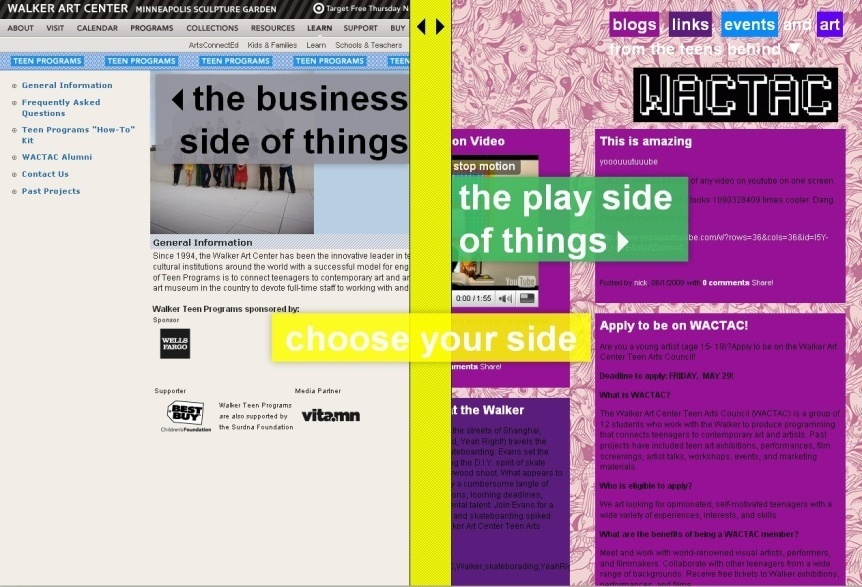 WALKER ART CENTER MINNEAPOLIS SCULPTURE GARDEN
Target Free Thursday N
ABOUT VISIT CALENDAR PROGRAMS COLLECTIONS RESOURCES LEARN SUPPORT BUY
ArtsConnectEd Kids & Families Learn Schools & Teachers
TEEN PROGRAMS TEEN PROGRAMS TEEN PROGRAMS TEEN PROGRAMS TEEN
General Information
Frequently Asked
Questions
Teen Programs "How-To"
Kit
WACTAC Alumni
Contact Us
Past Projects
the business
side of things
General Information
Since 1994, the Walker Art Center has been the innovative leader in te
cultural institutions around the world with a successful model for eng
of Teen Programs is to connect teenagers to contemporary art and ar
art museum in the country to devote full-time staff to working with and
Walker Teen Programs sponsored by:
Sponsor
WELLS
FARGO
Supporter
Media Partner
BEST
BUY
Children's Foundation
Walker Teen Programs
are also supported by
the Surdna Foundation
vita.mn
choose your side
blogs links events and art
from the teens behind
WACTAC
on Video
stop motion
the play side
of things
YouTube
0:00 / 1:55
mments Share!
at the Walker
the streets of Shanghai,
d, Yeah Right!) travels the
ateboarding. Evans set the
ng the D.I.Y. spirit of skate
wood shoot. What appears to
y a cumbersome tangle of
ons, looming deadlines,
ental talent. Join Evans for a
and skateboarding spiked
ker Art Center Teen Arts
C,Walker,skateborading,YeahRi
This is amazing
yooouuutuuube
of any video on youtube on one screen.
looks 1090328409 times cooler. Dang.
tube.com/v/?rows=36&cols=36&id=I5Y-
Posted by nick, 06/1/2009 with 0 comments Share!
Apply to be on WACTAC!
Are you a young artist (age 15- 19)?Apply to be on the Walker Art
Center Teen Arts Council!
Deadline to apply: FRIDAY, MAY 29!
What is WACTAC?
The Walker Art Center Teen Arts Council (WACTAC) is a group of
12 students who work with the Walker to produce programming
that connects teenagers to contemporary art and artists. Past
projects have included teen art exhibitions, performances, film
screenings, artist talks, workshops, events, and marketing
materials.
Who is eligible to apply?
We art looking for opinionated, self-motivated teenagers with a
wide variety of experiences, interests, and skills
What are the benefits of being a WACTAC member?
Meet and work with world-renowned visual artists, performers,
and filmmakers. Collaborate with other teenagers from a wide
range of backgrounds. Receive free tickets to Walker exhibitions,
performances, and films.